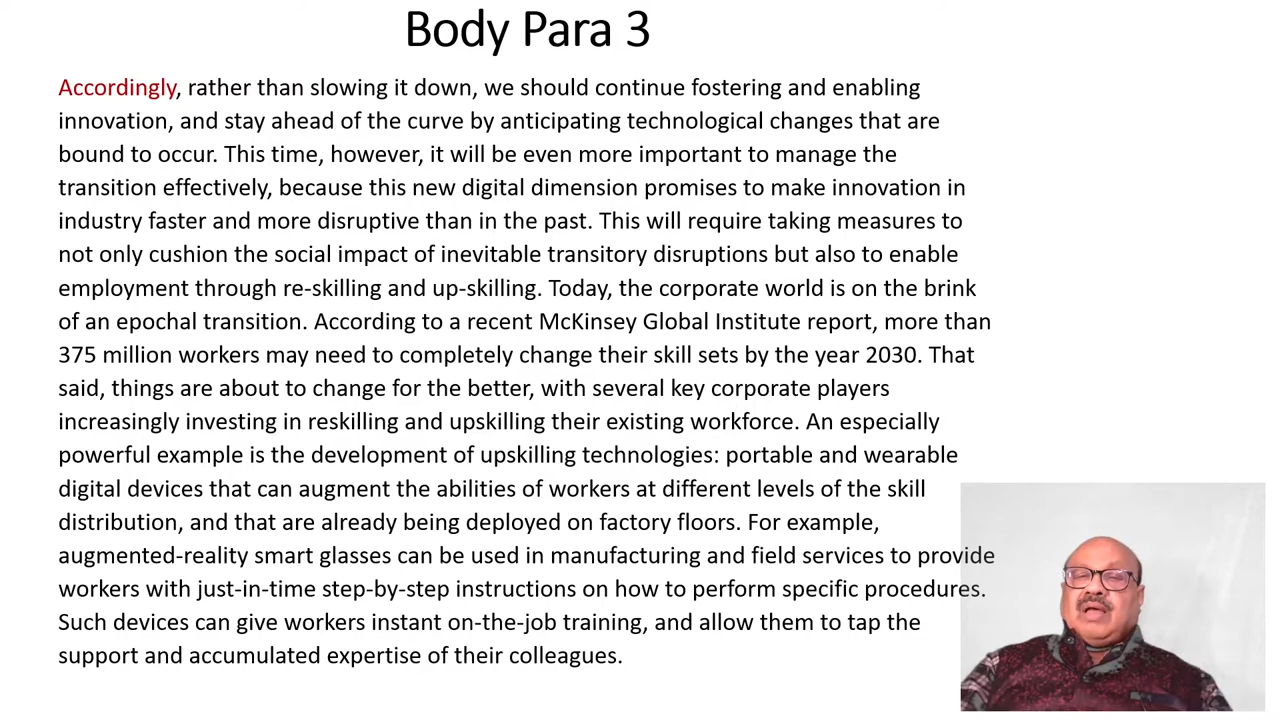 Body Para 3
Accordingly, rather than slowing it down, we should continue fostering and enabling
innovation, and stay ahead of the curve by anticipating technological changes that are
bound to occur. This time, however, it will be even more important to manage the
transition effectively, because this new digital dimension promises to make innovation in
industry faster and more disruptive than in the past. This will require taking measures to
not only cushion the social impact of inevitable transitory disruptions but also to enable
employment through re-skilling and up-skilling. Today, the corporate world is on the brink
of an epochal transition. According to a recent McKinsey Global Institute report, more than
375 million workers may need to completely change their skill sets by the year 2030. That
said, things are about to change for the better, with several key corporate players
increasingly investing in reskilling and upskilling their existing workforce. An especially
powerful example is the development of upskilling technologies: portable and wearable
digital devices that can augment the abilities of workers at different levels of the skill
distribution, and that are already being deployed on factory floors. For example,
augmented-reality smart glasses can be used in manufacturing and field services to provide
workers with just-in-time step-by-step instructions on how to perform specific procedures.
Such devices can give workers instant on-the-job training, and allow them to tap the
support and accumulated expertise of their colleagues.